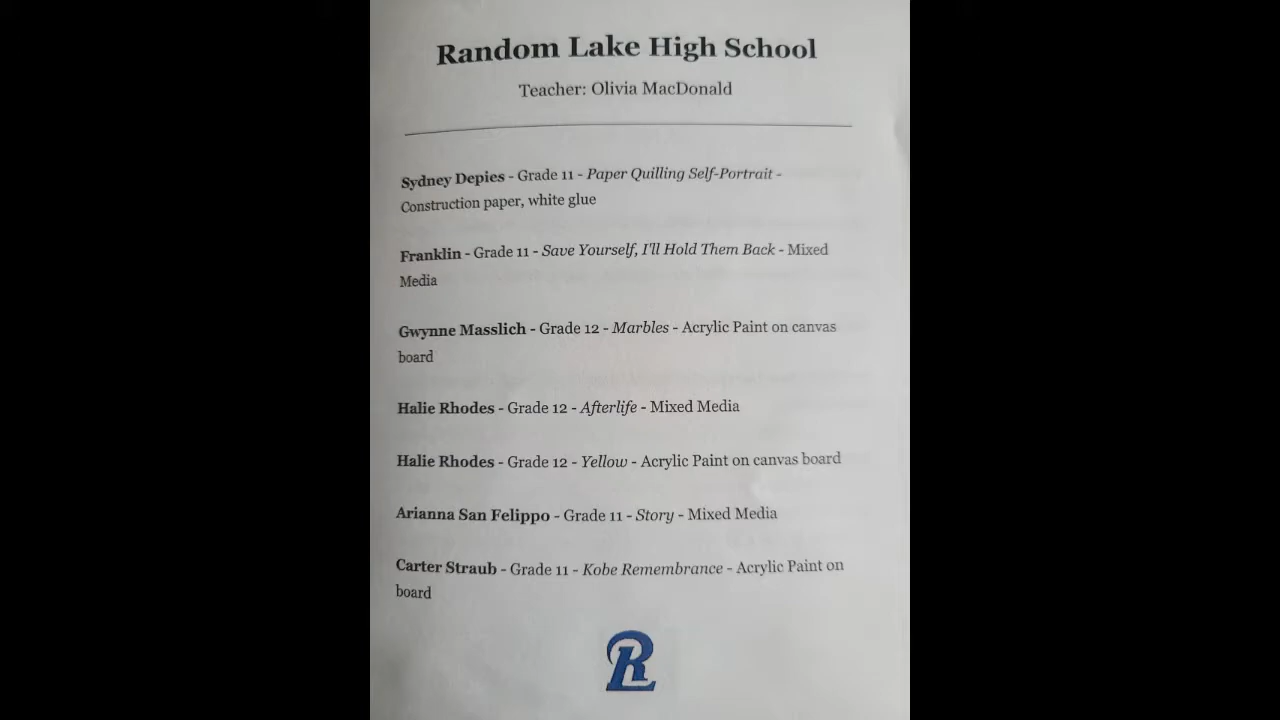 Random Lake High School
Teacher: Olivia MacDonald
Sydney Depies - Grade 11 - Paper Quilling Self-Portrait -
Construction paper, white glue
Franklin - Grade 11 - Save Yourself, I'll Hold Them Back - Mixed
Media
Gwynne Masslich - Grade 12 - Marbles - Acrylic Paint on canvas
board
Halie Rhodes - Grade 12 - Afterlife - Mixed Media
Halie Rhodes - Grade 12 - Yellow - Acrylic Paint on canvas board
Arianna San Felippo - Grade 11 - Story - Mixed Media
Carter Straub - Grade 11 - Kobe Remembrance - Acrylic Paint on
board
RL